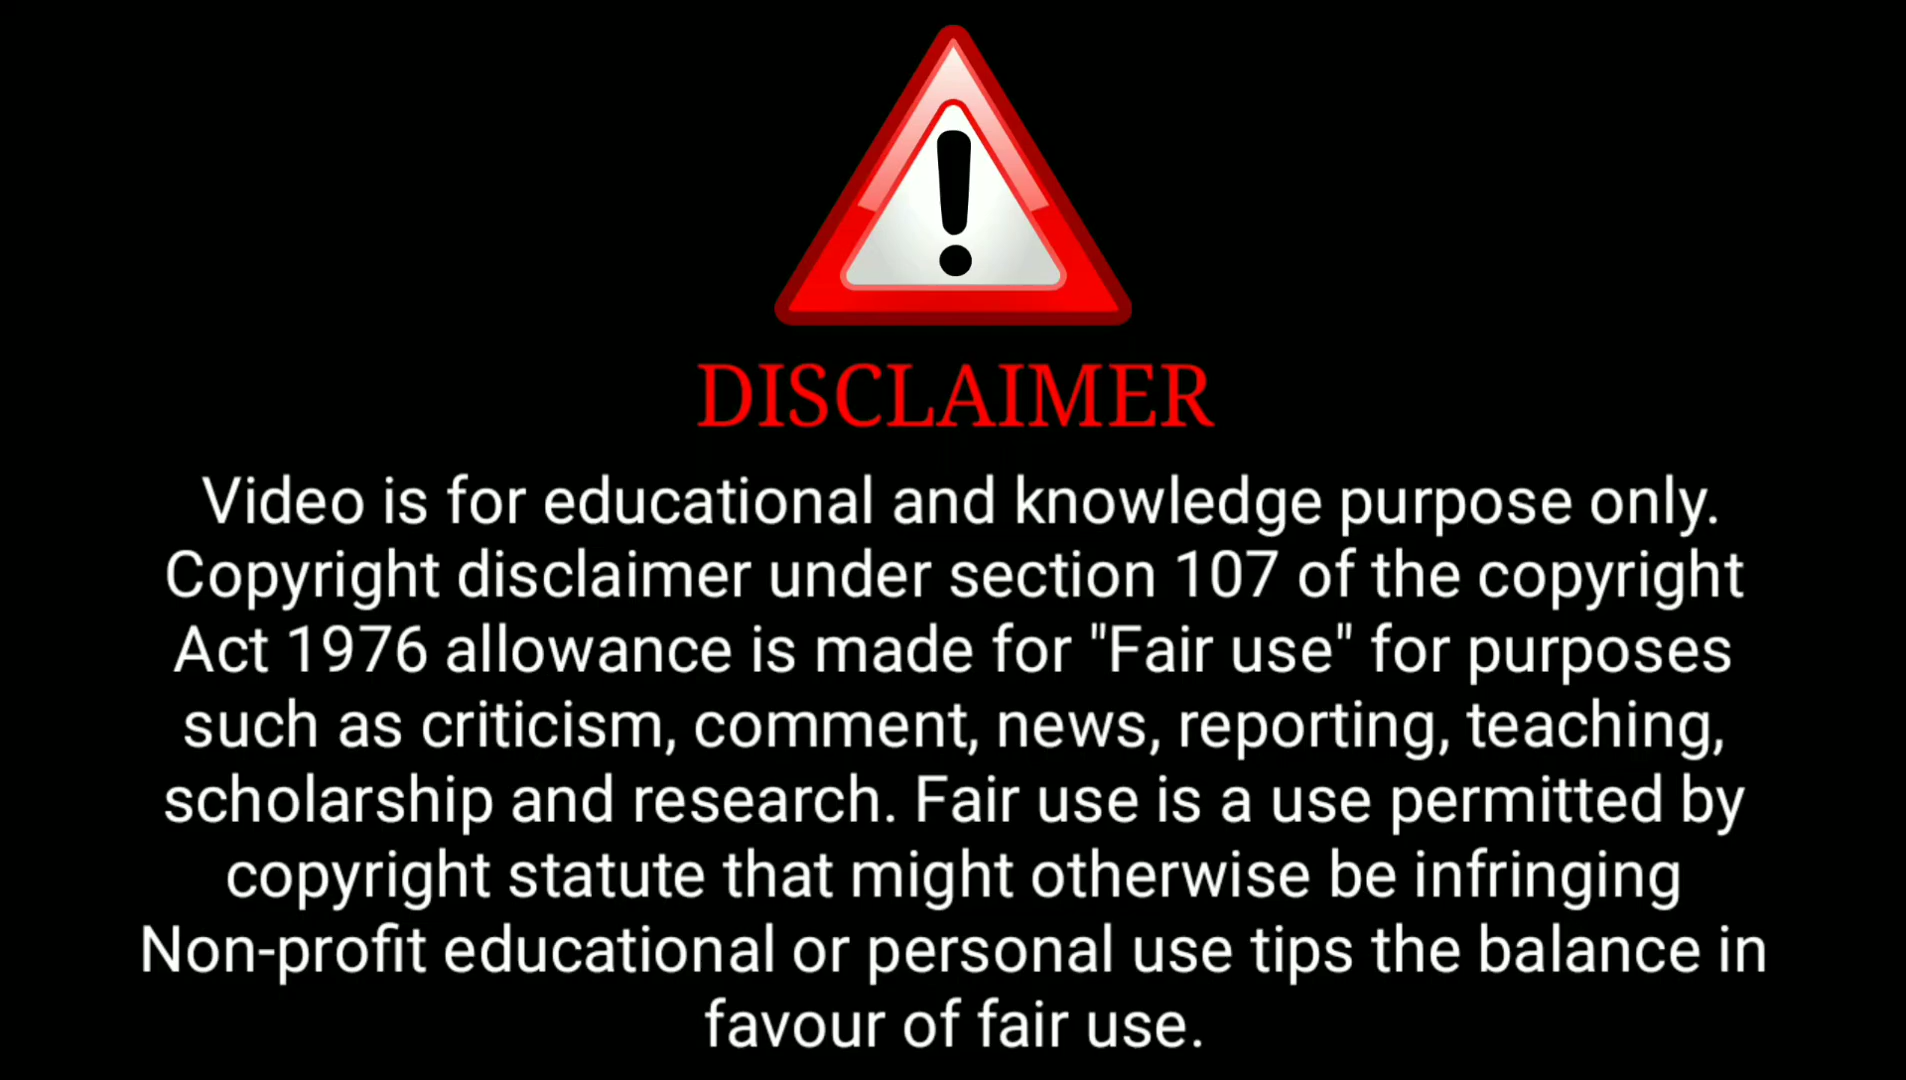 DISCLAIMER
Video is for educational and knowledge purpose only.
Copyright disclaimer under section 107 of the copyright
Act 1976 allowance is made for "Fair use" for purposes
such as criticism, comment, news, reporting, teaching,
scholarship and research. Fair use is a use permitted by
copyright statute that might otherwise be infringing
Non-profit educational or personal use tips the balance in
favour of fair use.